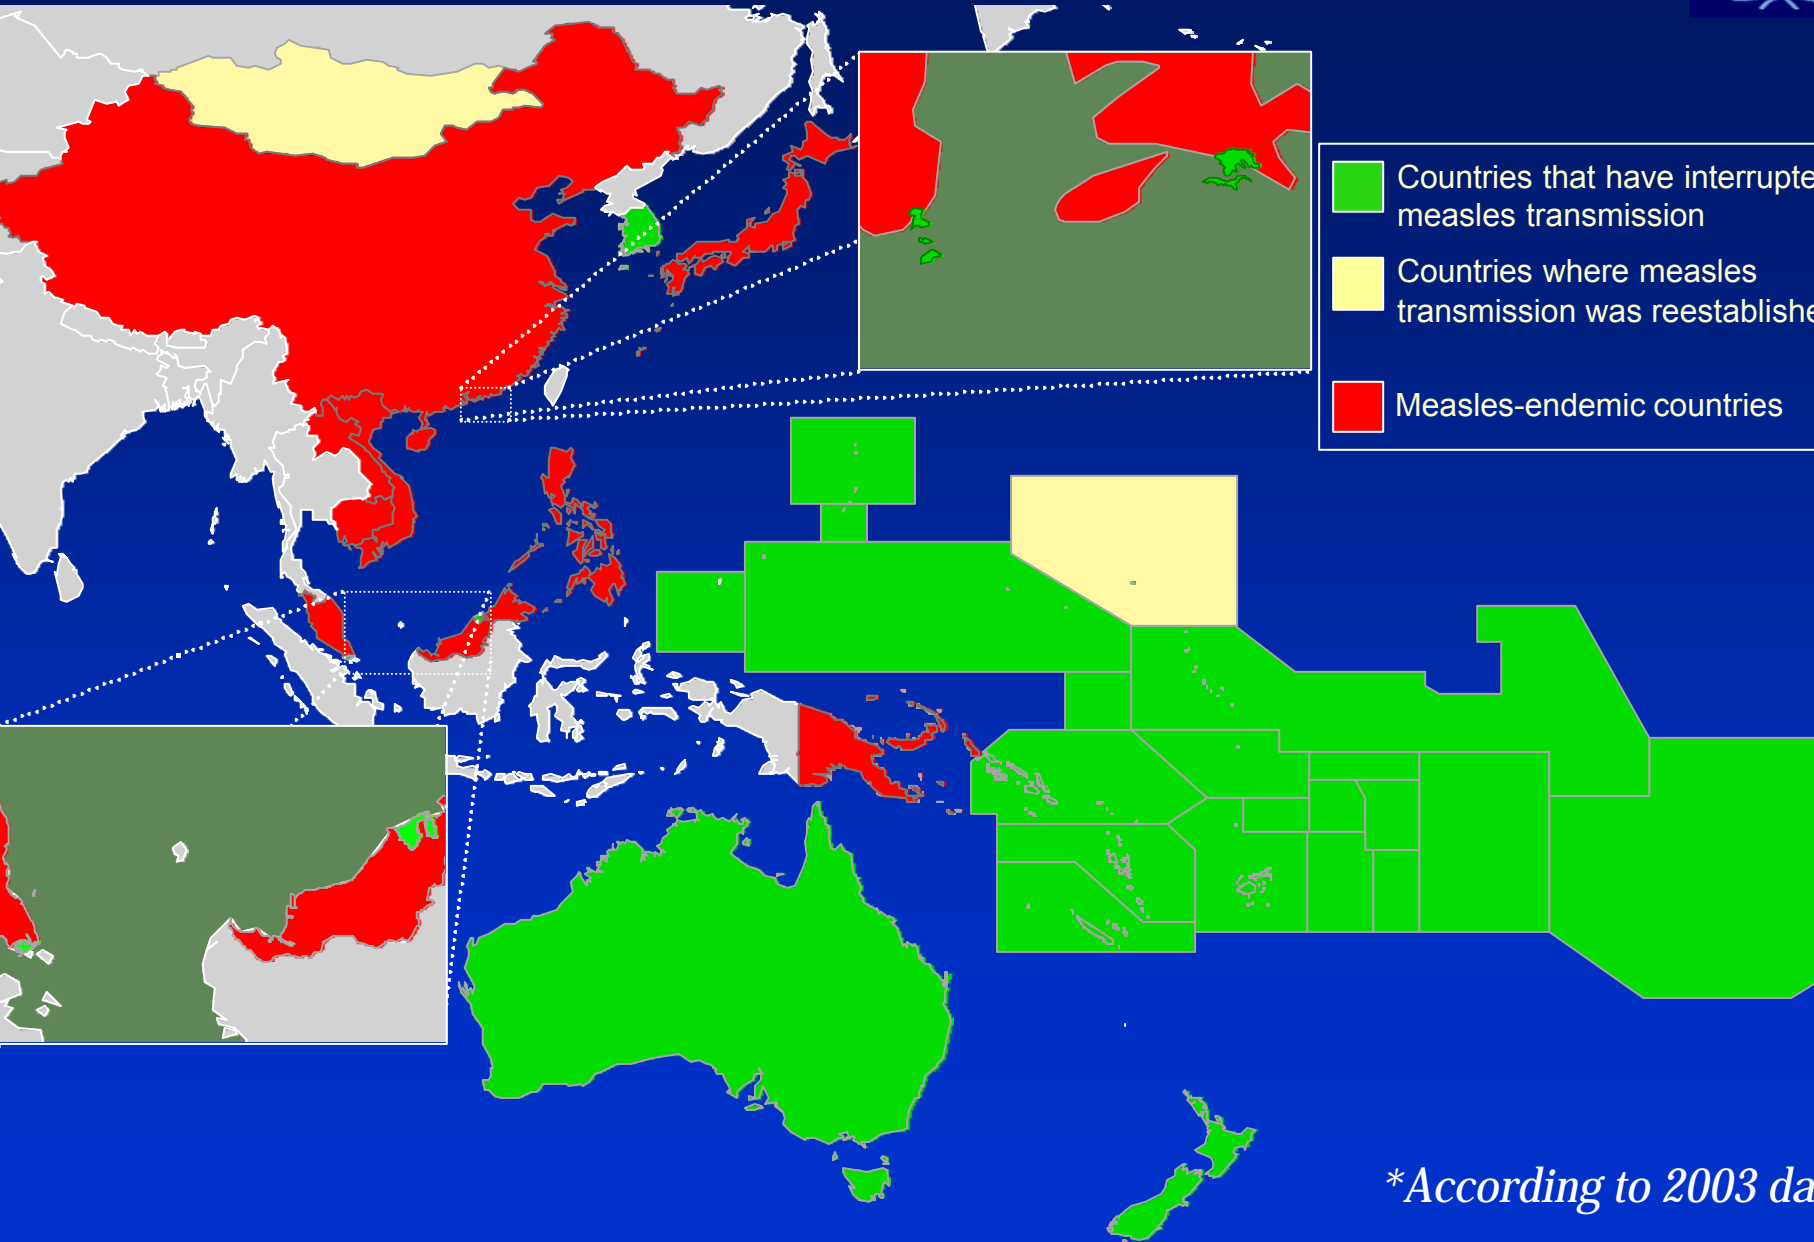 Countries that have interrupte
measles transmission
Countries where measles
transmission was reestablishe
Measles-endemic countries
*According to 2003 da